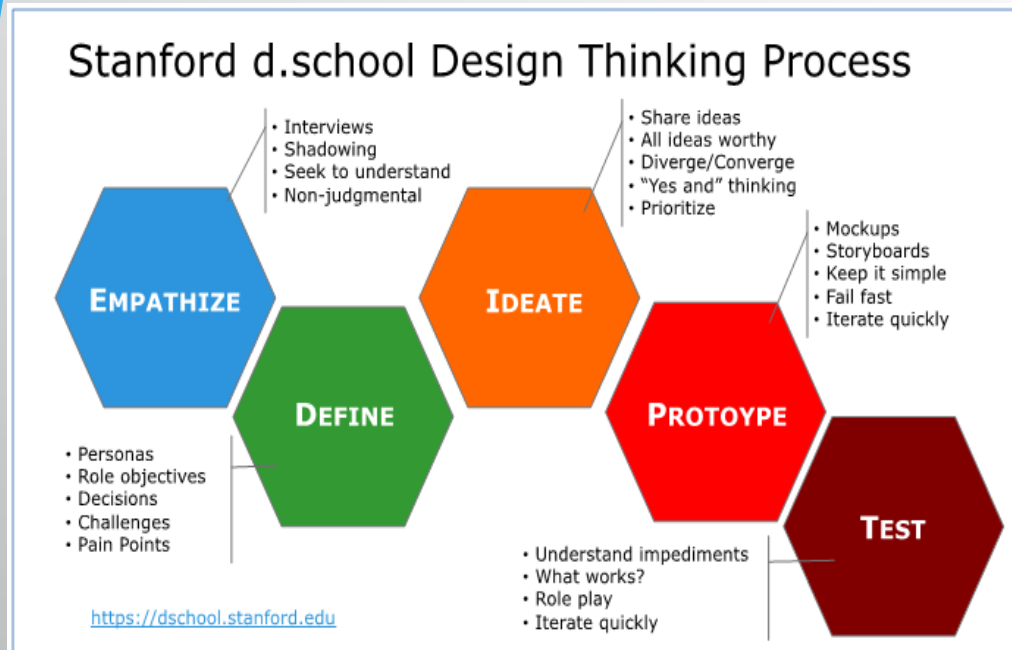 Stanford d.school Design Thinking Process
• Interviews
• Shadowing
• Seek to understand
• Non-judgmental
EMPATHIZE
• Personas
• Role objectives
• Decisions
• Challenges
• Pain Points
DEFINE
• Share ideas
• All ideas worthy
• Diverge/Converge
• “Yes and” thinking
• Prioritize
IDEATE
• Mockups
• Storyboards
• Keep it simple
• Fail fast
• Iterate quickly
PROTOYPE
• Understand impediments
• What works?
• Role play
• Iterate quickly
TEST
https://dschool.stanford.edu